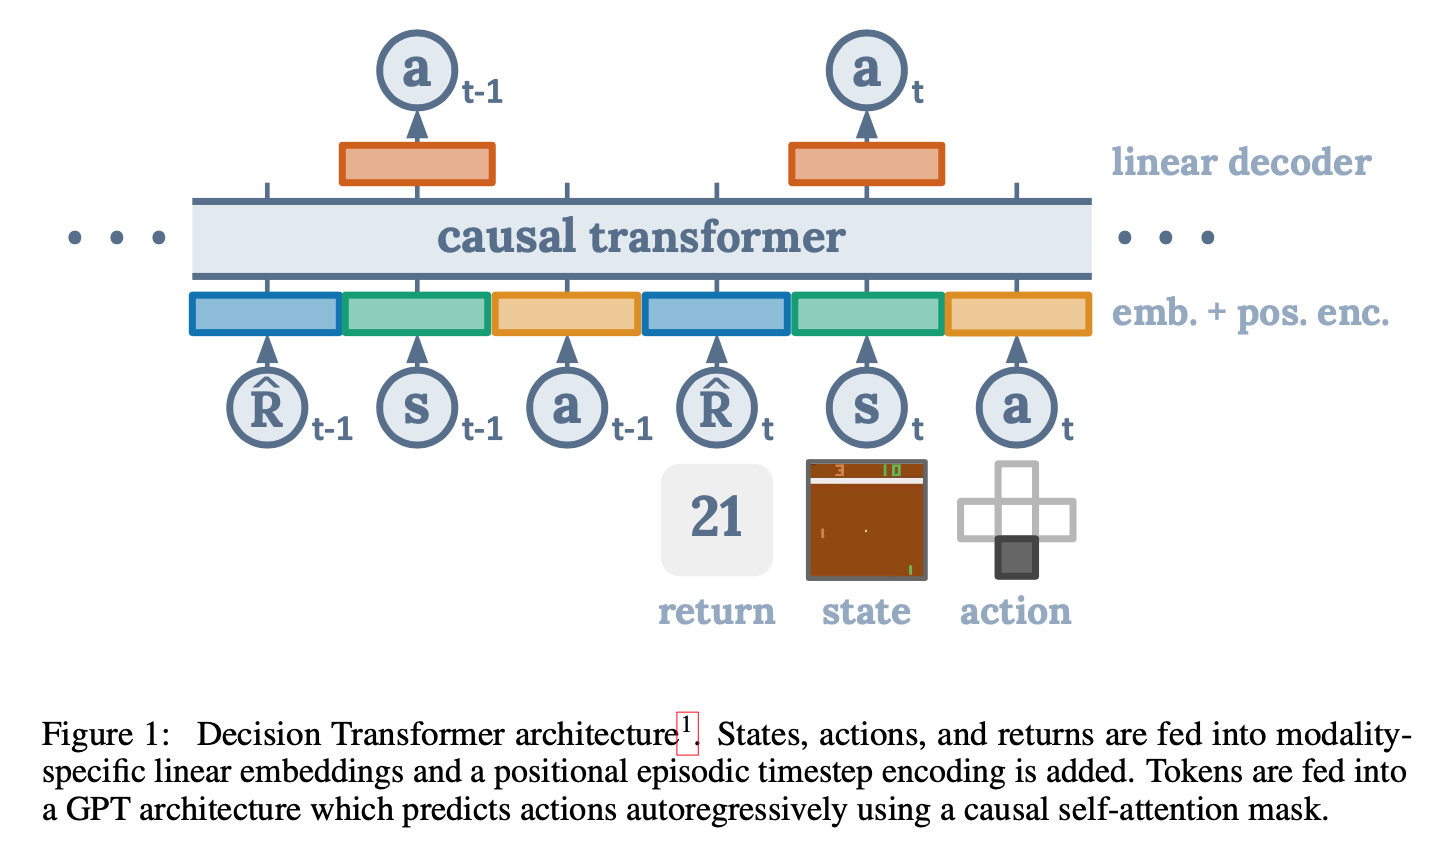 a t-1 a t
linear decoder
• • • causal transformer • • •
emb. + pos. enc.
R̂ t-1 s t-1 a t-1 R̂ t s t a t
3 10
21
return state action
Figure 1: Decision Transformer architecture1. States, actions, and returns are fed into modality-
specific linear embeddings and a positional episodic timestep encoding is added. Tokens are fed into
a GPT architecture which predicts actions autoregressively using a causal self-attention mask.